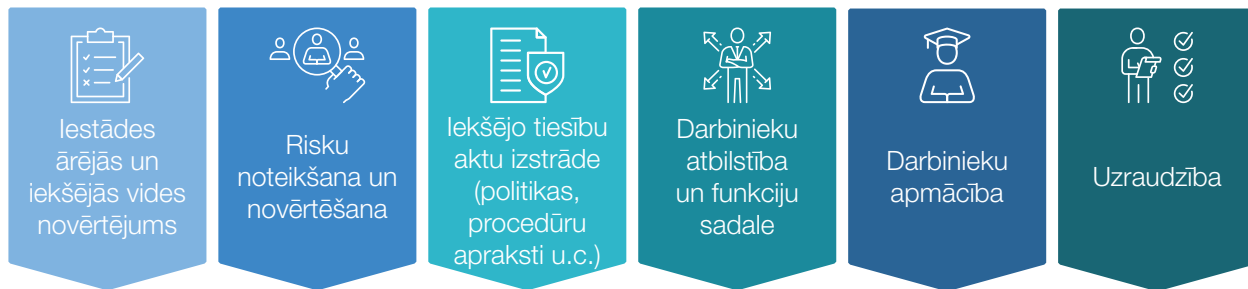 Iestādes
ārējās un
iekšējās vides
novērtējums
Risku
noteikšana un
novērtēšana
Iekšējo tiesību
aktu izstrāde
(politikas,
procedūru
apraksti u.c.)
Darbinieku
atbilstība
un funkciju
sadale
Darbinieku
apmācība
Uzraudzība